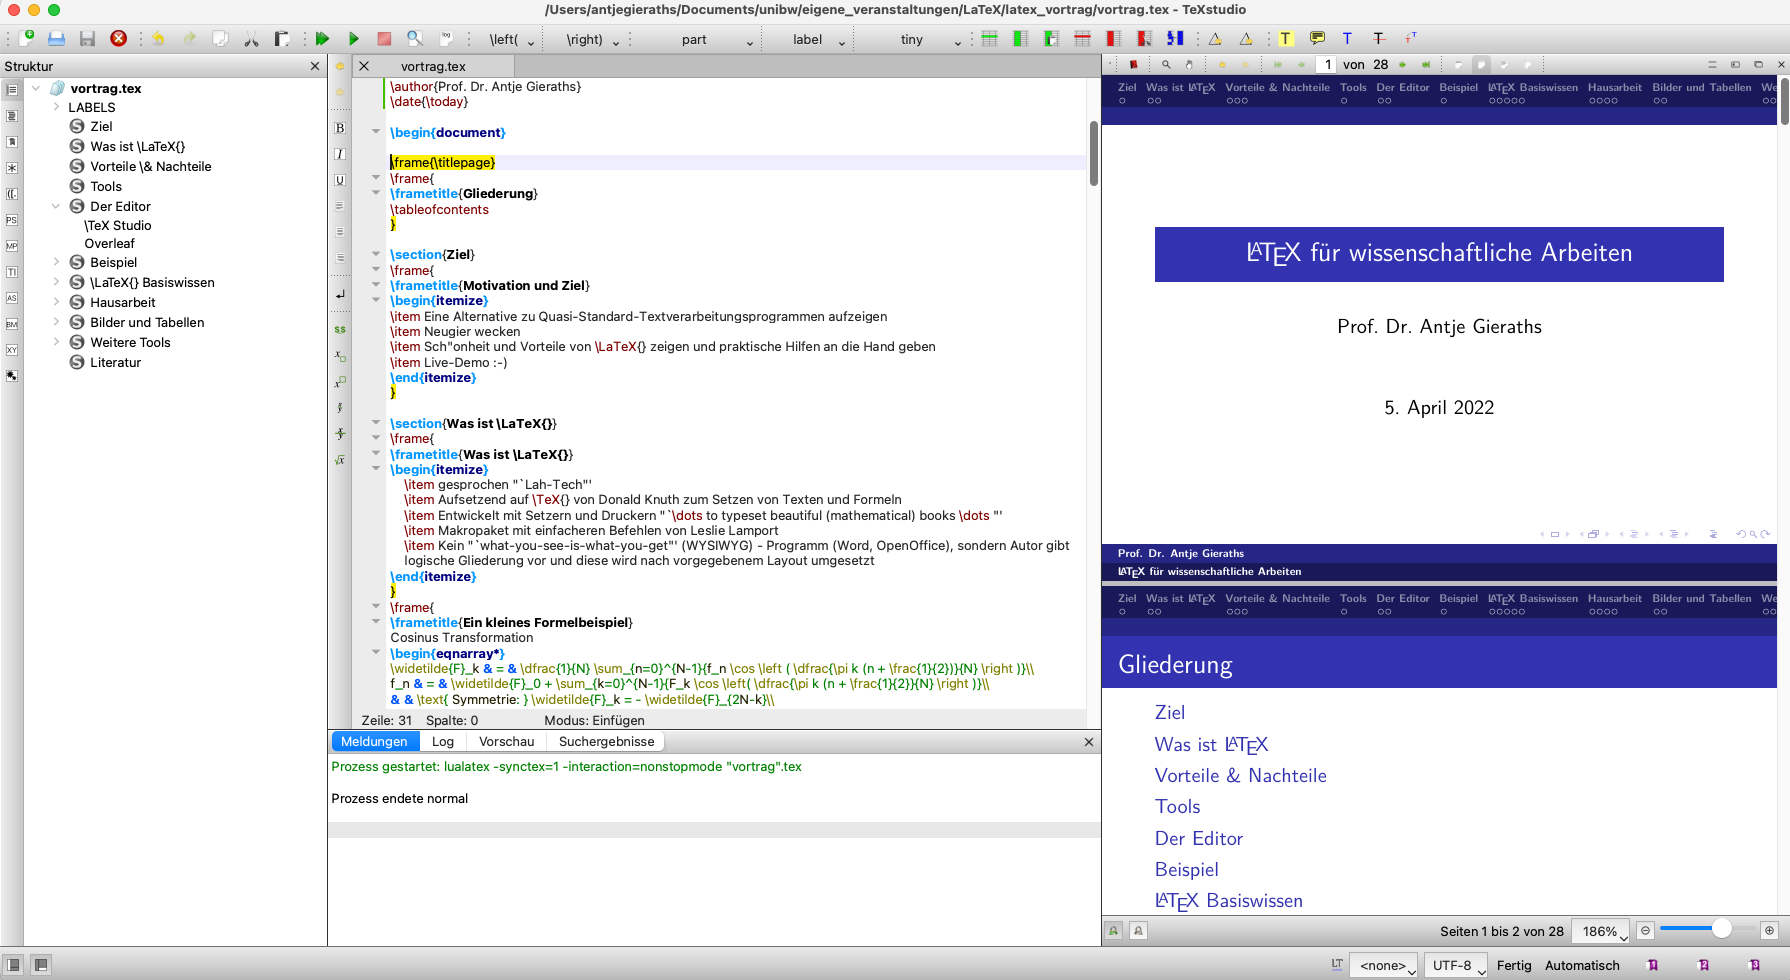 /Users/antjegieraths/Documents/unibw/eigene_veranstaltungen/LaTeX/latex_vortrag/vortrag.tex - TeXstudio
\left( \right) part label tiny
Struktur
vortrag.tex
LABELS
Ziel
Was ist \LaTeX{}
Vorteile \& Nachteile
Tools
Der Editor
\TeX Studio
Overleaf
Beispiel
\LaTeX{} Basiswissen
Hausarbeit
Bilder und Tabellen
Weitere Tools
Literatur
vortrag.tex
\author{Prof. Dr. Antje Gieraths}
\date{\today}
\begin{document}
\frame{\titlepage}
\frame{
\frametitle{Gliederung}
\tableofcontents
}
\section{Ziel}
\frame{
\frametitle{Motivation und Ziel}
\begin{itemize}
\item Eine Alternative zu Quasi-Standard-Textverarbeitungsprogrammen aufzeigen
\item Neugier wecken
\item Sch"onheit und Vorteile von \LaTeX{} zeigen und praktische Hilfen an die Hand geben
\item Live-Demo :-)
\end{itemize}
}
\section{Was ist \LaTeX{}}
\frame{
\frametitle{Was ist \LaTeX{}}
\begin{itemize}
\item gesprochen "`Lah-Tech"'
\item Aufsetzend auf \TeX{} von Donald Knuth zum Setzen von Texten und Formeln
\item Entwickelt mit Setzern und Druckern "`\dots to typeset beautiful (mathematical) books \dots "'
\item Makropaket mit einfacheren Befehlen von Leslie Lamport
\item Kein "`what-you-see-is-what-you-get"' (WYSIWYG) - Programm (Word, OpenOffice), sondern Autor gibt
logische Gliederung vor und diese wird nach vorgegebenem Layout umgesetzt
\end{itemize}
}
\frame{
\frametitle{Ein kleines Formelbeispiel}
Cosinus Transformation
\begin{eqnarray*}
\widetilde{F}_k & = & \dfrac{1}{N} \sum_{n=0}^{N-1}{f_n \cos \left ( \dfrac{\pi k (n + \frac{1}{2})}{N} \right )}\\
f_n & = & \widetilde{F}_0 + \sum_{k=0}^{N-1}{F_k \cos \left( \dfrac{\pi k (n + \frac{1}{2}}{N} \right )}\\
& & \text{ Symmetrie: } \widetilde{F}_k = - \widetilde{F}_{2N-k}\\
Zeile: 31 Spalte: 0 Modus: Einfügen
Meldungen Log Vorschau Suchergebnisse
Prozess gestartet: lualatex -synctex=1 -interaction=nonstopmode "vortrag".tex
Prozess endete normal
1 von 28
Ziel Was ist LATEX Vorteile & Nachteile Tools Der Editor Beispiel LATEX Basiswissen Hausarbeit Bilder und Tabellen We
LATEX für wissenschaftliche Arbeiten
Prof. Dr. Antje Gieraths
5. April 2022
Prof. Dr. Antje Gieraths
LATEX für wissenschaftliche Arbeiten
Ziel Was ist LATEX Vorteile & Nachteile Tools Der Editor Beispiel LATEX Basiswissen Hausarbeit Bilder und Tabellen We
Gliederung
Ziel
Was ist LATEX
Vorteile & Nachteile
Tools
Der Editor
Beispiel
LATEX Basiswissen
Seiten 1 bis 2 von 28 186%
LT <none> UTF-8 Fertig Automatisch